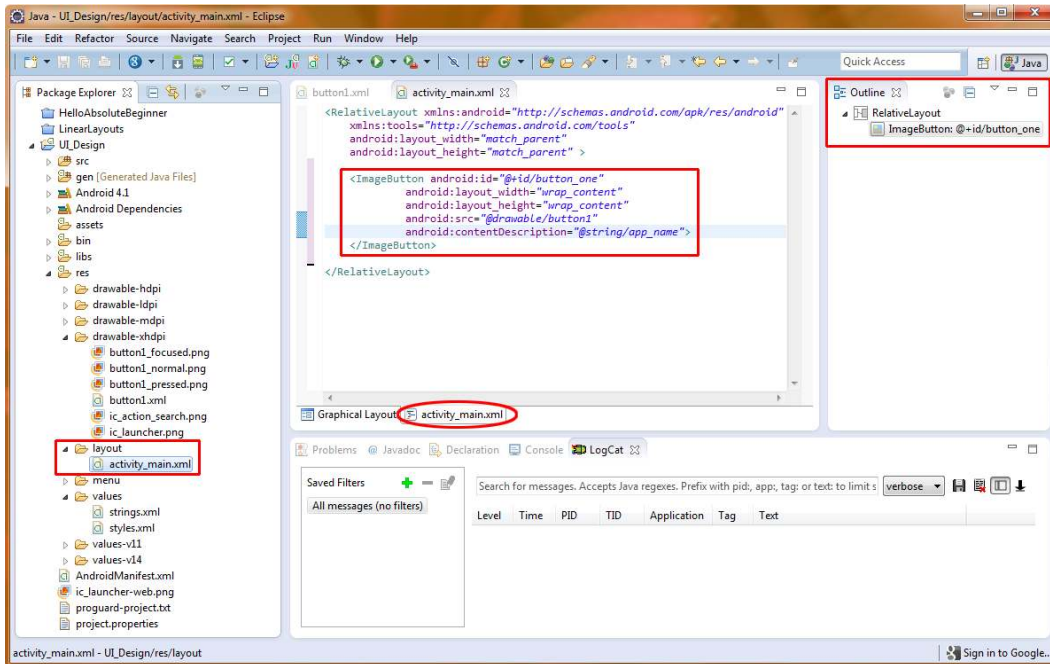 Java - UI_Design/res/layout/activity_main.xml - Eclipse
File Edit Refactor Source Navigate Search Project Run Window Help
Quick Access
Java
Package Explorer
HelloAbsoluteBeginner
LinearLayouts
UI_Design
src
gen [Generated Java Files]
Android 4.1
Android Dependencies
assets
bin
libs
res
drawable-hdpi
drawable-ldpi
drawable-mdpi
drawable-xhdpi
button1_focused.png
button1_normal.png
button1_pressed.png
button1.xml
ic_action_search.png
ic_launcher.png
layout
activity_main.xml
menu
values
strings.xml
styles.xml
values-v11
values-v14
AndroidManifest.xml
ic_launcher-web.png
proguard-project.txt
project.properties
button1.xml
activity_main.xml
<RelativeLayout xmlns:android="http://schemas.android.com/apk/res/android"
xmlns:tools="http://schemas.android.com/tools"
android:layout_width="match_parent"
android:layout_height="match_parent" >
<ImageButton android:id="@+id/button_one"
android:layout_width="wrap_content"
android:layout_height="wrap_content"
android:src="@drawable/button1"
android:contentDescription="@string/app_name">
</ImageButton>
</RelativeLayout>
Graphical Layout
activity_main.xml
Outline
RelativeLayout
ImageButton: @+id/button_one
Problems @ Javadoc Declaration Console LogCat
Saved Filters
All messages (no filters)
Search for messages. Accepts Java regexes. Prefix with pid:, app:, tag: or text: to limit s
verbose
Level Time PID TID Application Tag Text
activity_main.xml - UI_Design/res/layout
Sign in to Google...